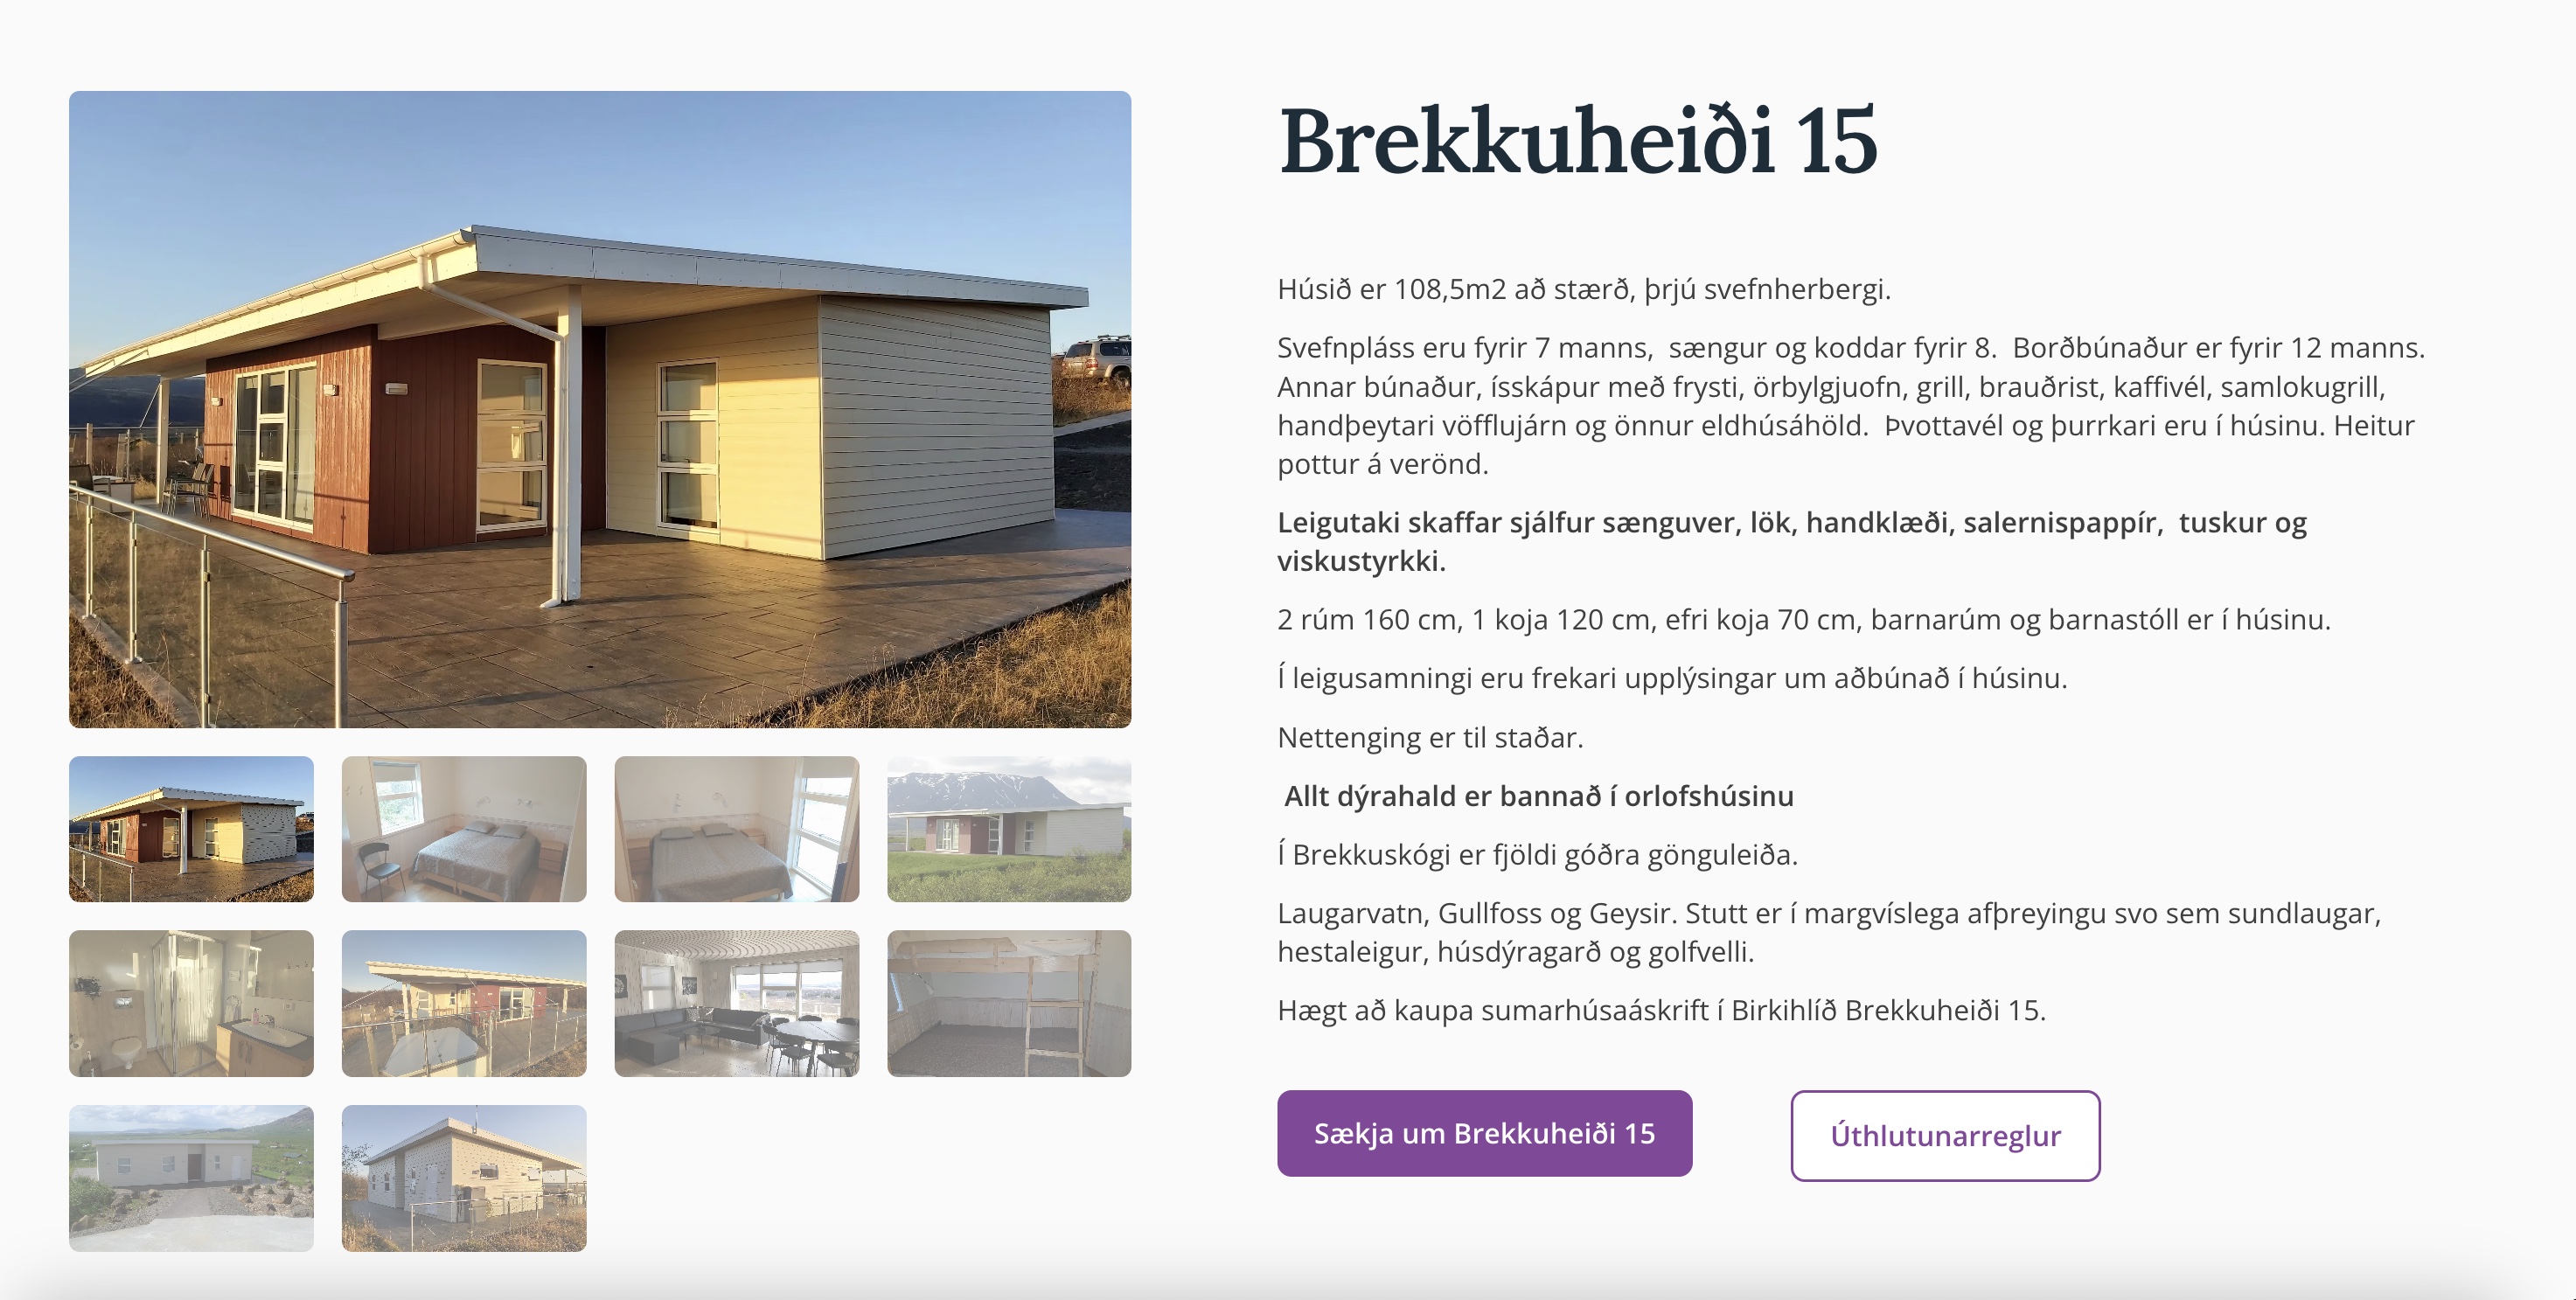 Brekkuheiði 15
Húsið er 108,5m2 að stærð, þrjú svefnherbergi.
Svefnpláss eru fyrir 7 manns,  sængur og koddar fyrir 8.  Borðbúnaður er fyrir 12 manns.
Annar búnaður, ísskápur með frysti, örbylgjuofn, grill, brauðrist, kaffivél, samlokugrill,
handþeytari vöfflujárn og önnur eldhúsáhöld.  Þvottavél og þurrkari eru í húsinu. Heitur
pottur á verönd.
Leigutaki skaffar sjálfur sænguver, lök, handklæði, salernispappír,  tuskur og
viskustyrkki.
2 rúm 160 cm, 1 koja 120 cm, efri koja 70 cm, barnarúm og barnastóll er í húsinu.
Í leigusamningi eru frekari upplýsingar um aðbúnað í húsinu.
Nettenging er til staðar.
Allt dýrahald er bannað í orlofshúsinu
Í Brekkuskógi er fjöldi góðra gönguleiða.
Laugarvatn, Gullfoss og Geysir. Stutt er í margvíslega afþreyingu svo sem sundlaugar,
hestaleigur, húsdýragarð og golfvelli.
Hægt að kaupa sumarhúsaáskrift í Birkihlíð Brekkuheiði 15.
Sækja um Brekkuheiði 15
Úthlutunarreglur